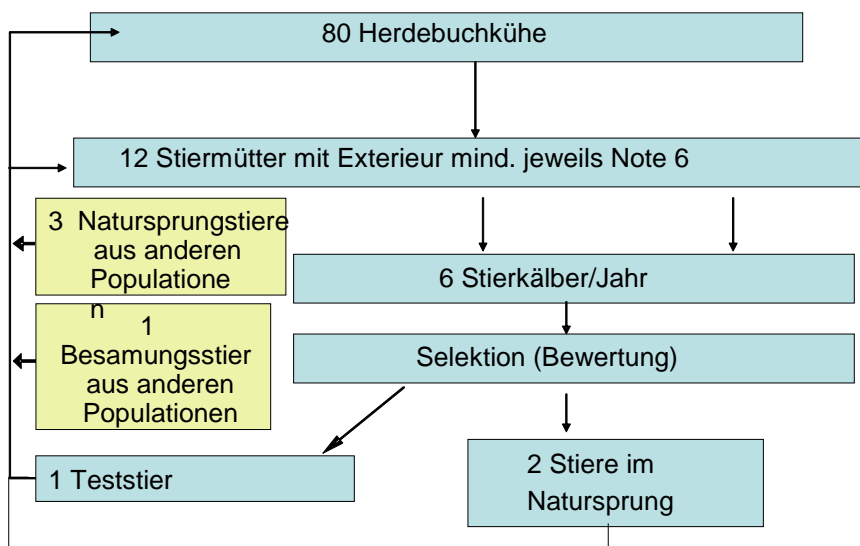 80 Herdebuchkühe
12 Stiermütter mit Exterieur mind. jeweils Note 6
3 Natursprungstiere
aus anderen
Populatione
n
1
Besamungsstier
aus anderen
Populationen
6 Stierkälber/Jahr
Selektion (Bewertung)
1 Teststier
2 Stiere im
Natursprung